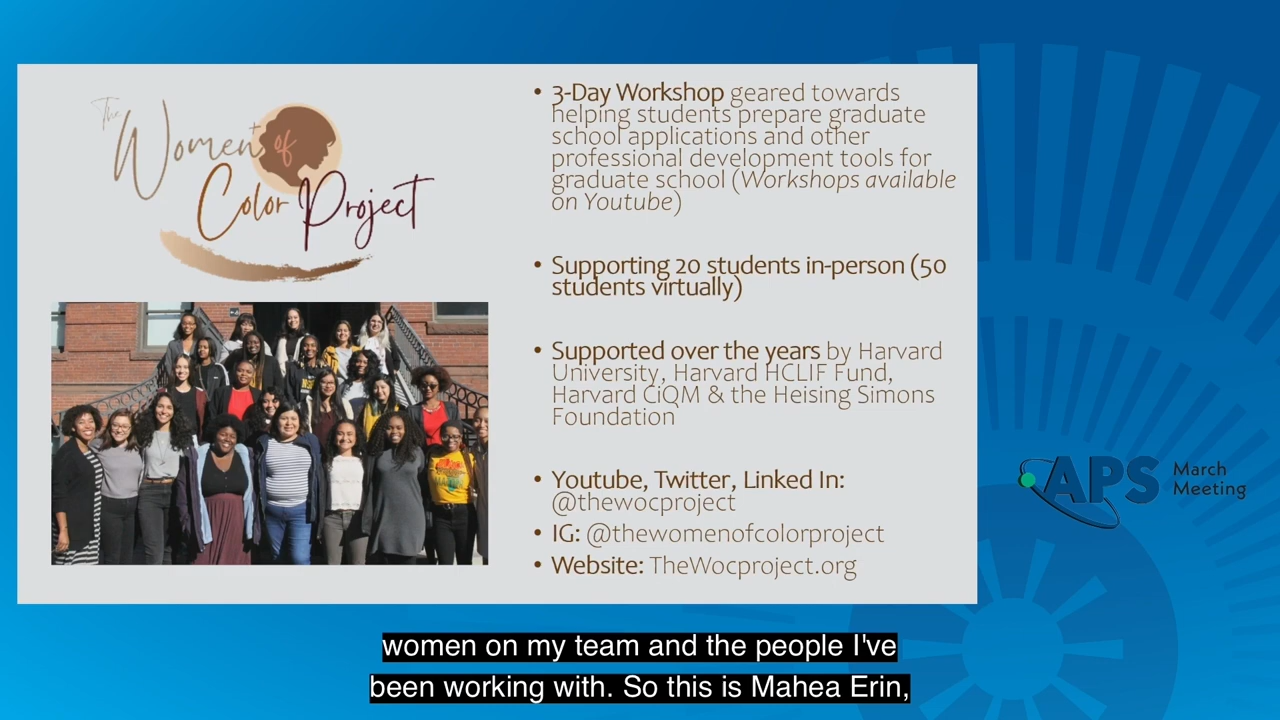 The
Women+ of
Color Project
• 3-Day Workshop geared towards
helping students prepare graduate
school applications and other
professional development tools for
graduate school (Workshops available
on Youtube)
• Supporting 20 students in-person (50
students virtually)
• Supported over the years by Harvard
University, Harvard HCLIF Fund,
Harvard CiQM & the Heising Simons
Foundation
• Youtube, Twitter, Linked In:
@thewocproject
• IG: @thewomenofcolorproject
• Website: TheWocproject.org
APS March
Meeting
women on my team and the people I've
been working with. So this is Mahea Erin,